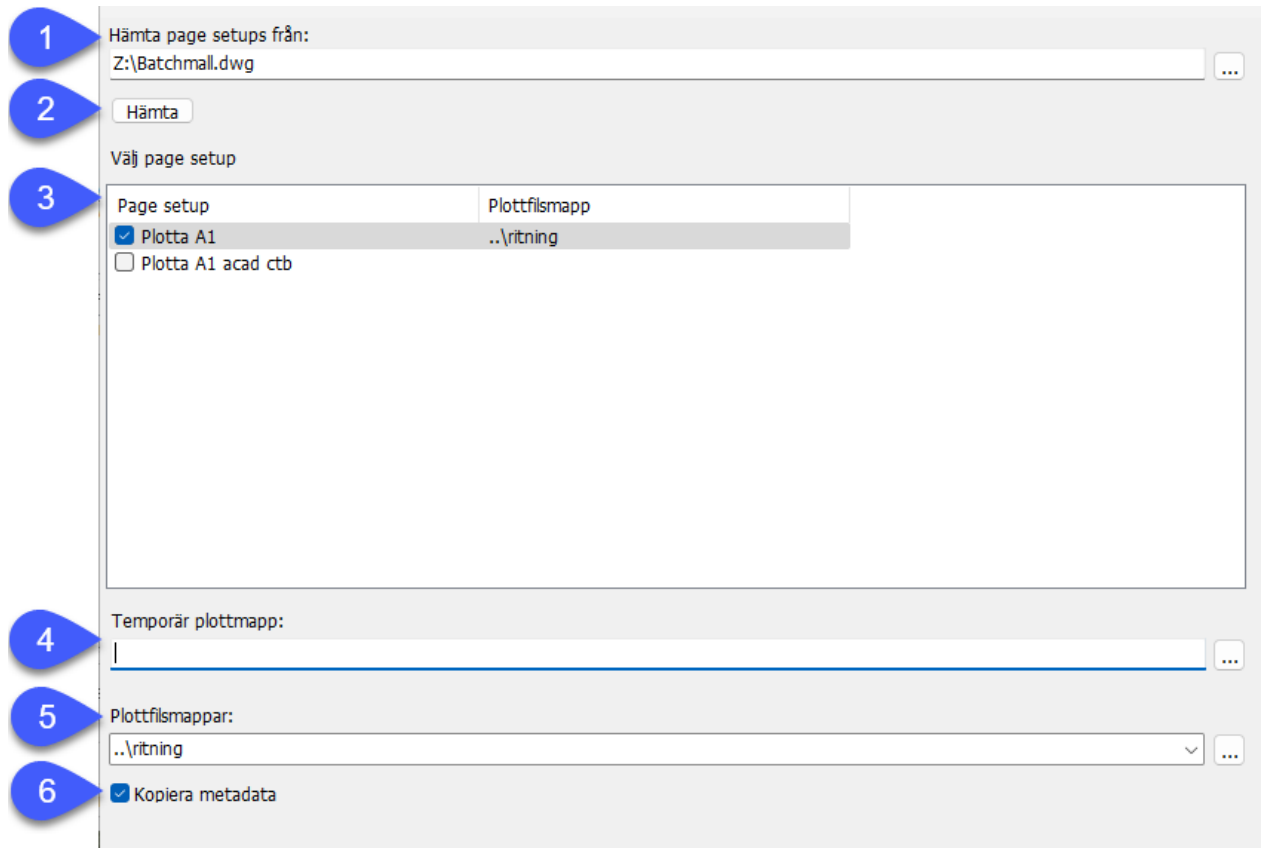 1 Hämta page setups från:
Z:\Batchmall.dwg ...
2 Hämta
Välj page setup
3 Page setup Plottfilsmapp
Plotta A1 ..\ritning
Plotta A1 acad ctb
Temporär plottmapp:
4 ...
5 Plottfilsmappar:
..\ritning ...
6 Kopiera metadata